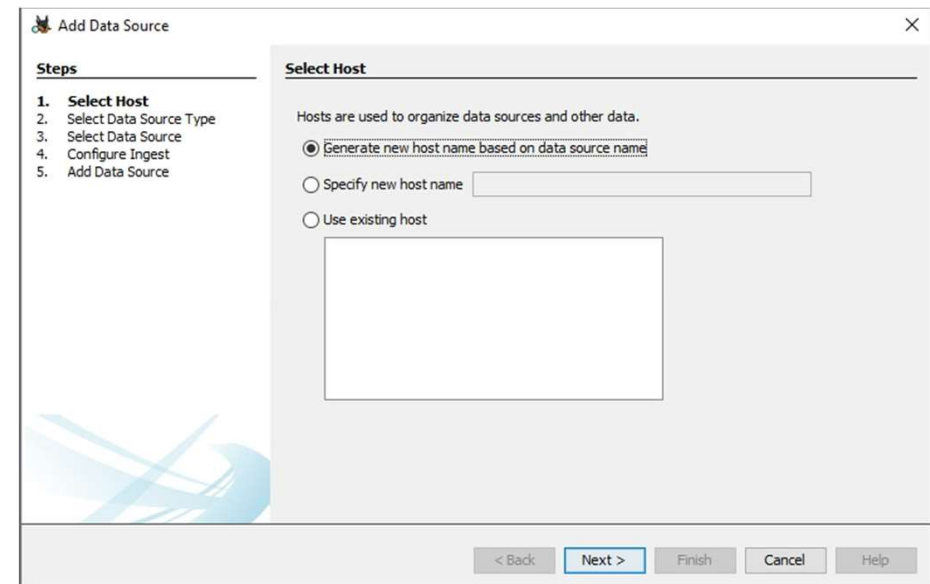 Add Data Source
Steps
1. Select Host
2. Select Data Source Type
3. Select Data Source
4. Configure Ingest
5. Add Data Source
Select Host
Hosts are used to organize data sources and other data.
Generate new host name based on data source name
Specify new host name
Use existing host
< Back Next > Finish Cancel Help